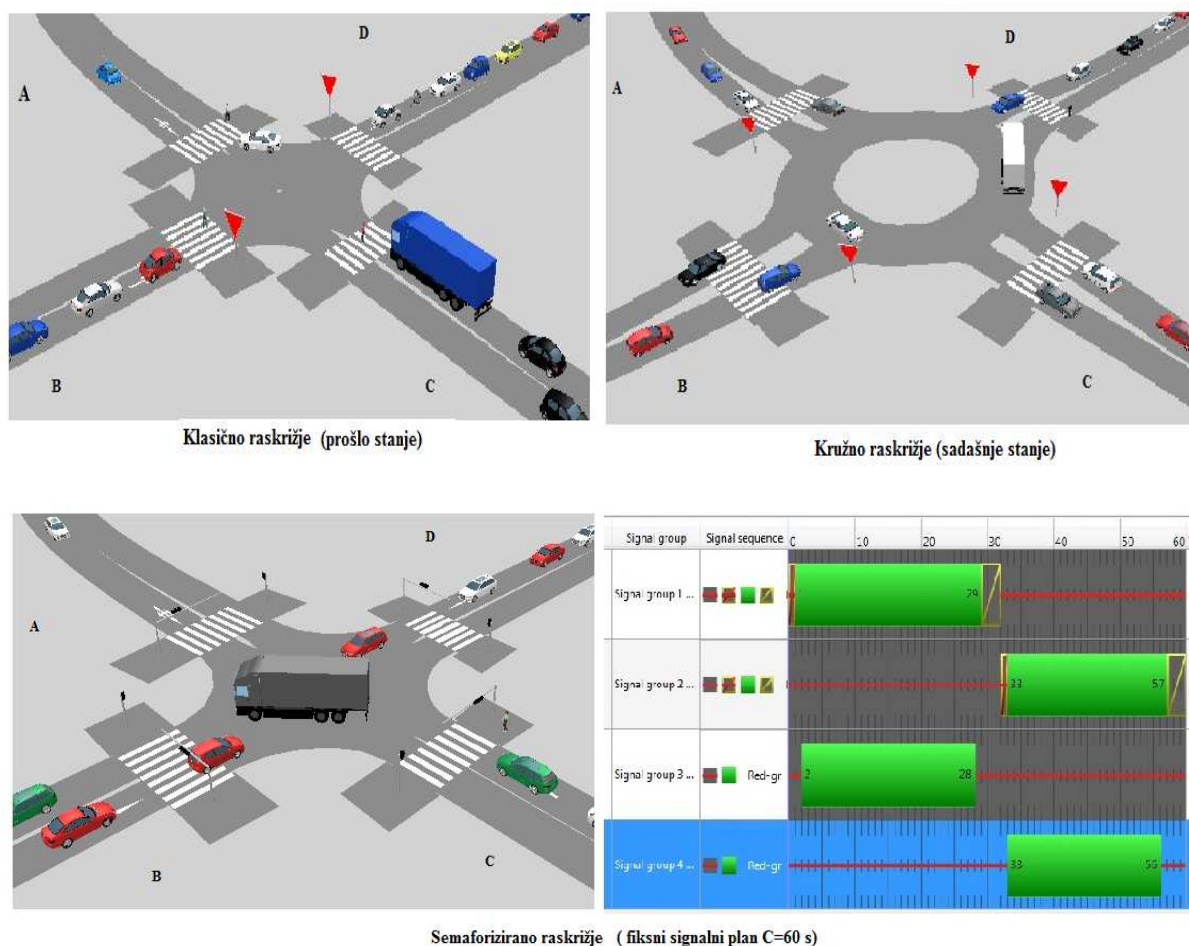 D
A
B
C
Klasično raskrižje (prošlo stanje)
D
A
B
C
Kružno raskrižje (sadašnje stanje)
D
A
B
C
Signal group Signal sequence 0 10 20 30 40 50 60
Signal group 1 ... 29
Signal group 2 ... 33 57
Signal group 3 ... Red-gr 2 28
Signal group 4 ... Red-gr 33
Semaforizirano raskrižje ( fiksni signalni plan C=60 s)